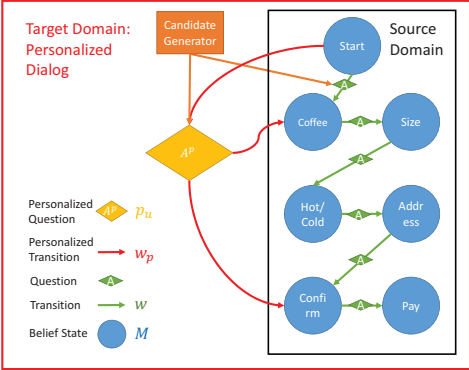 Target Domain:
Personalized
Dialog
Candidate
Generator
Source
Domain
Start
A
Coffee
A
Size
A
A^p
Hot/
Cold
A
Addr
ess
A
Confi
rm
A
Pay
Personalized
Question
A^p
p_u
Personalized
Transition
w_p
Question
A
Transition
w
Belief State
M